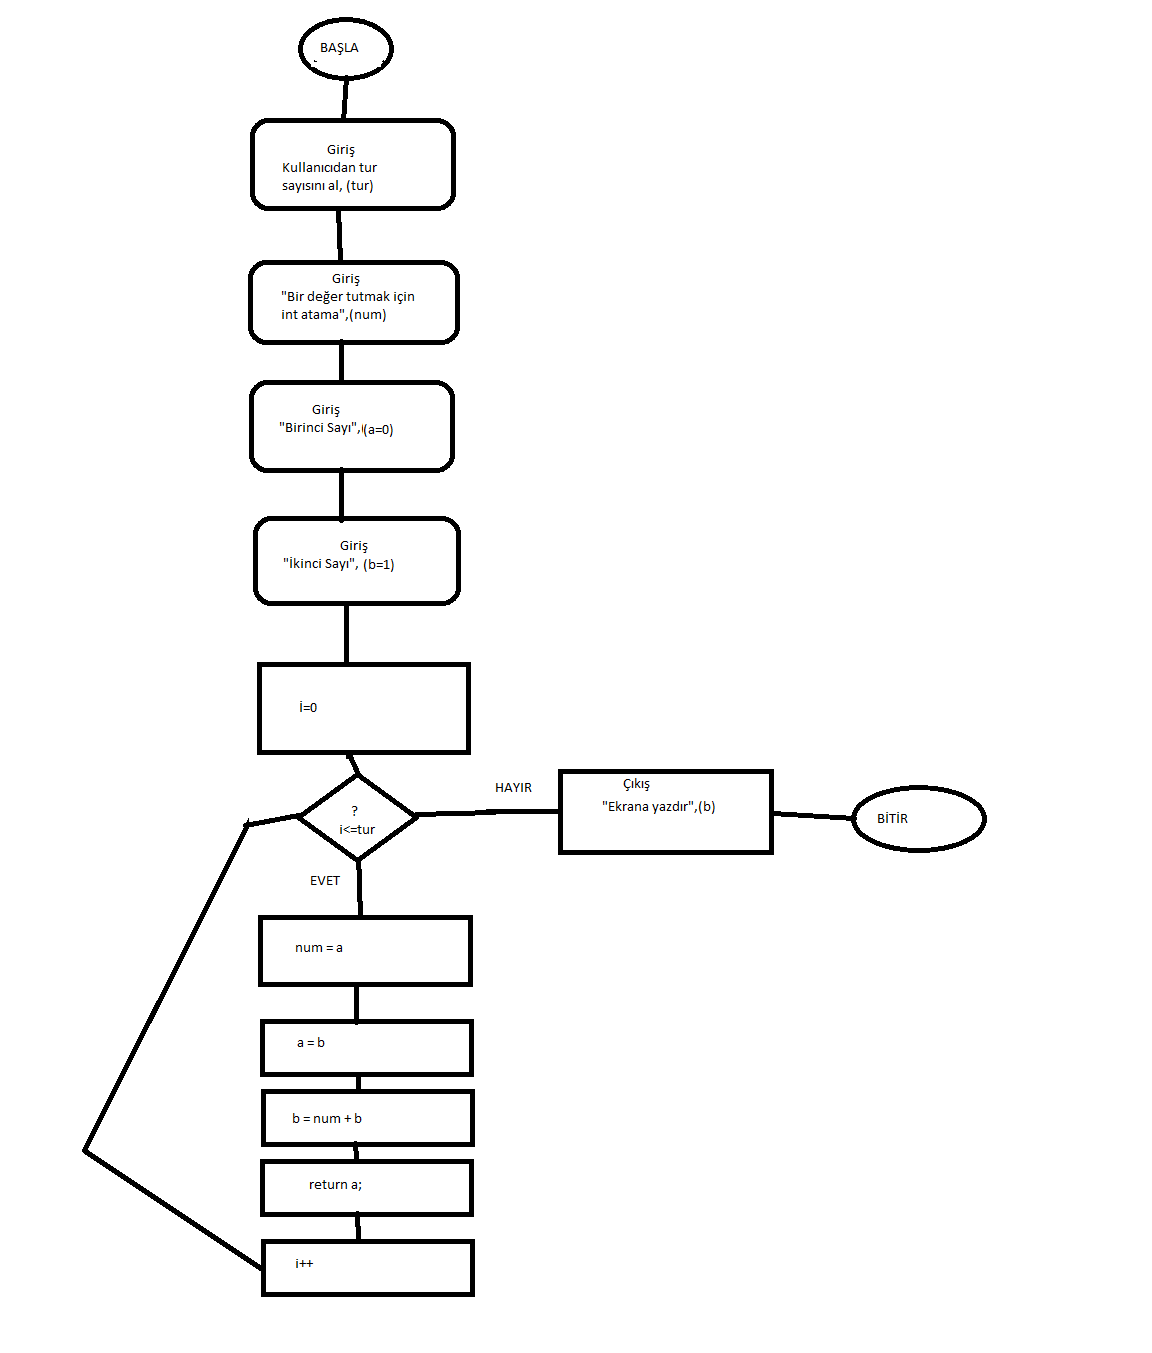 BAŞLA
Giriş
Kullanıcıdan tur
sayısını al, (tur)
Giriş
"Bir değer tutmak için
int atama",(num)
Giriş
"Birinci Sayı",(a=0)
Giriş
"İkinci Sayı", (b=1)
İ=0
?
i<=tur
HAYIR
Çıkış
"Ekrana yazdır",(b)
BİTİR
EVET
num = a
a = b
b = num + b
return a;
i++